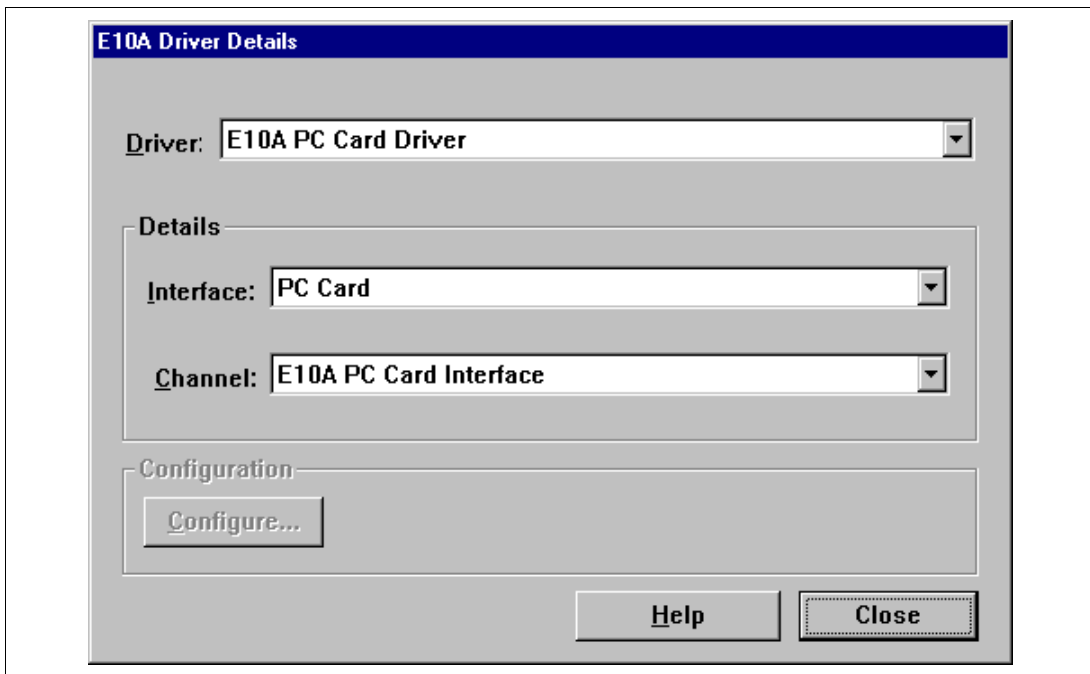 E10A Driver Details
Driver: E10A PC Card Driver
Details
Interface: PC Card
Channel: E10A PC Card Interface
Configuration
Configure...
Help Close